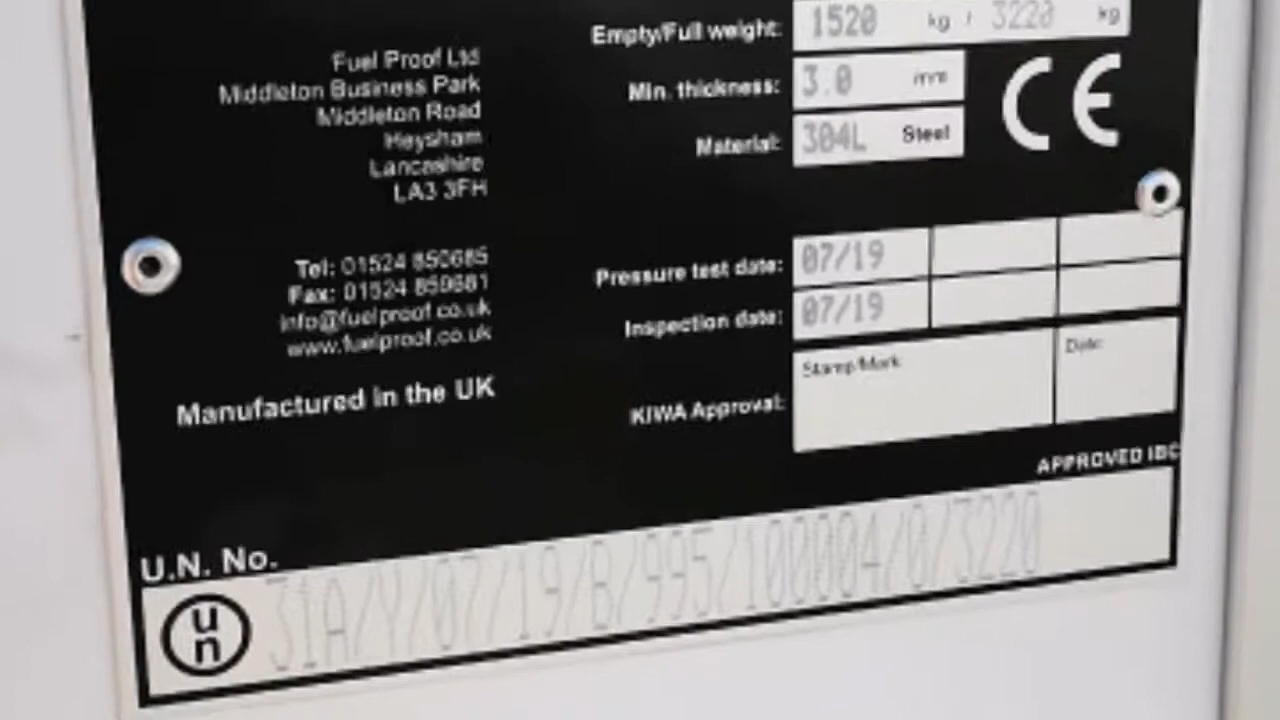 Empty/Full weight: 1520 kg / 3220 kg
Fuel Proof Ltd
Middleton Business Park
Middleton Road
Heysham
Lancashire
LA3 3FH
Min. thickness: 3.0 mm
Material: 304L Steel
CE
Tel: 01524 850685
Fax: 01524 850681
info@fuelproof.co.uk
www.fuelproof.co.uk
Manufactured in the UK
Pressure test date: 07/19
Inspection date: 07/19
KIWA Approval: Stamp/Mark: Date:
APPROVED IBC
U.N. No.
un 31A/Y/07/19/B/995/100004/0/3220